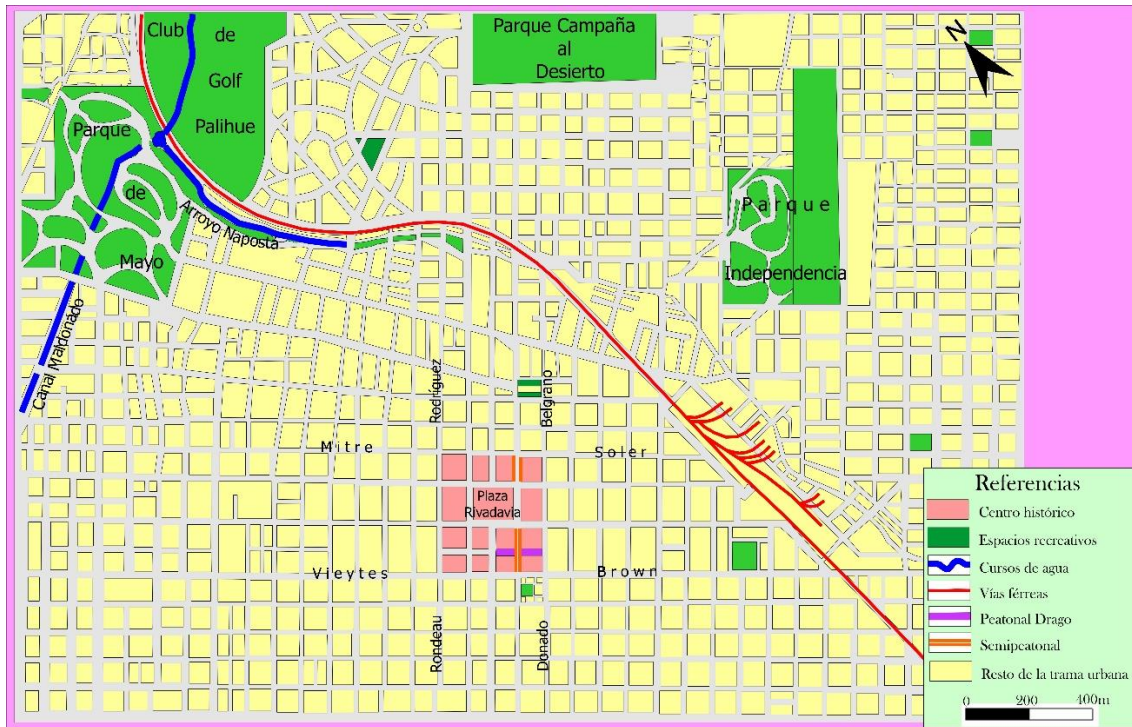 Club
de
Golf
Palihue
Parque Campaña
al
Desierto
N
Parque
de
Mayo
Arroyo Napostá
Canal Maldonado
Parque
Independencia
Rodríguez
Belgrano
Mitre
Soler
Plaza
Rivadavia
Vieytes
Brown
Rondeau
Donado
Referencias
Centro histórico
Espacios recreativos
Cursos de agua
Vías férreas
Peatonal Drago
Semipeatonal
Resto de la trama urbana
0 200 400m